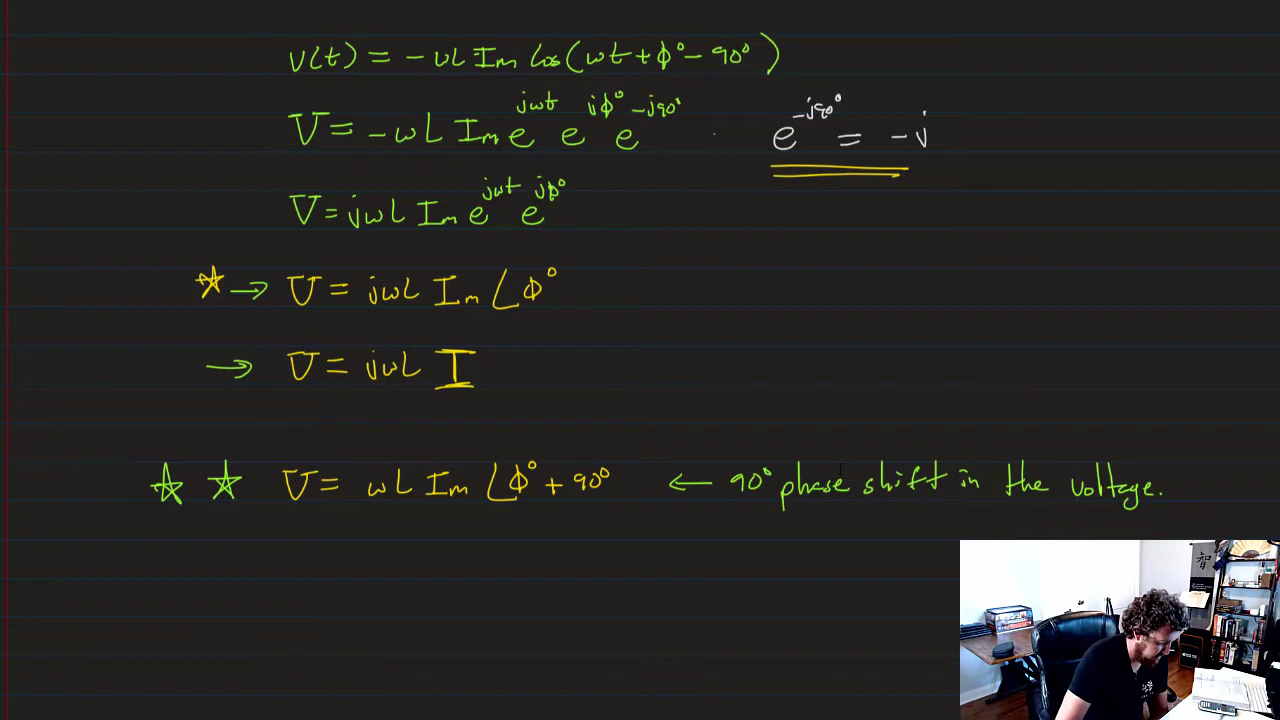 v(t) = -ωL Im Cos(ωt + ϕ° - 90°)
V = -ωL Im e^jωt e^jϕ° e^-j90° e^-j90° = -j
V = jωL Im e^jωt e^jϕ°
☆ → V = jωL Im ∠ϕ°
→ V = jωL I
☆ ☆ V = ωL Im ∠ϕ° + 90° ← 90° phase shift in the voltage.
智